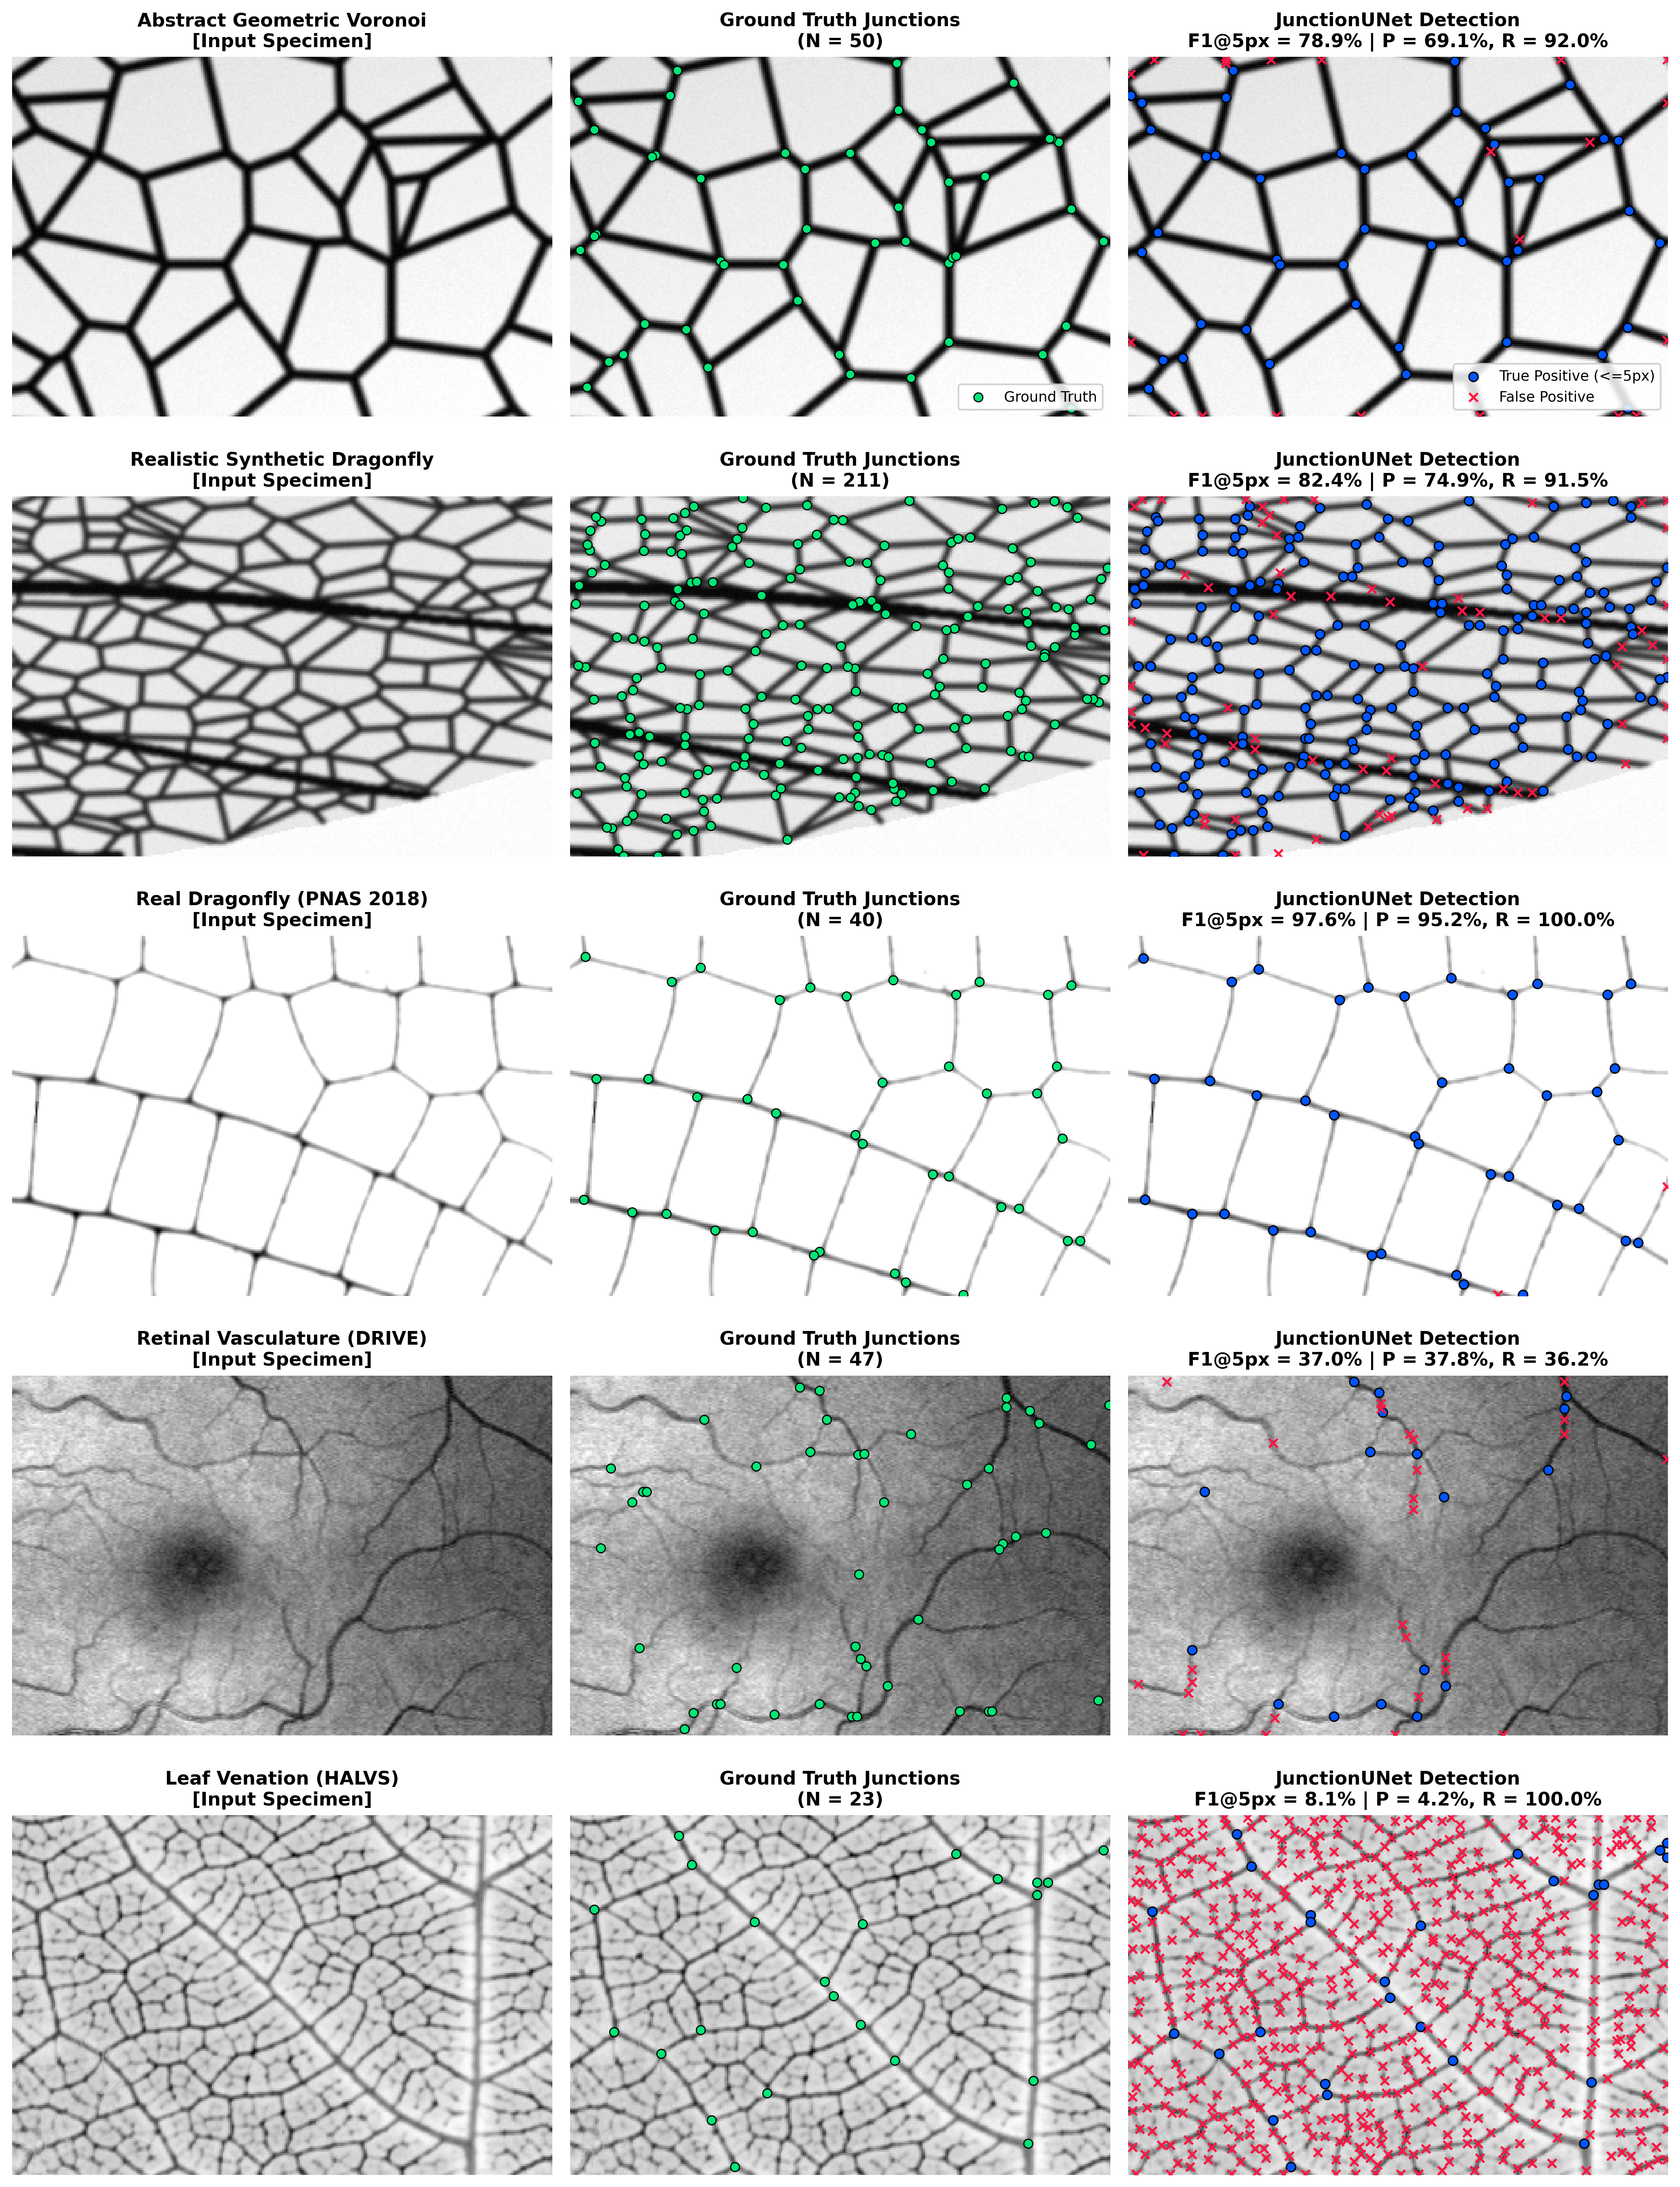 Abstract Geometric Voronoi
[Input Specimen]
Ground Truth Junctions
(N = 50)
JunctionUNet Detection
F1@5px = 78.9% | P = 69.1%, R = 92.0%
Ground Truth
True Positive (<=5px)
False Positive
Realistic Synthetic Dragonfly
[Input Specimen]
Ground Truth Junctions
(N = 211)
JunctionUNet Detection
F1@5px = 82.4% | P = 74.9%, R = 91.5%
Real Dragonfly (PNAS 2018)
[Input Specimen]
Ground Truth Junctions
(N = 40)
JunctionUNet Detection
F1@5px = 97.6% | P = 95.2%, R = 100.0%
Retinal Vasculature (DRIVE)
[Input Specimen]
Ground Truth Junctions
(N = 47)
JunctionUNet Detection
F1@5px = 37.0% | P = 37.8%, R = 36.2%
Leaf Venation (HALVS)
[Input Specimen]
Ground Truth Junctions
(N = 23)
JunctionUNet Detection
F1@5px = 8.1% | P = 4.2%, R = 100.0%